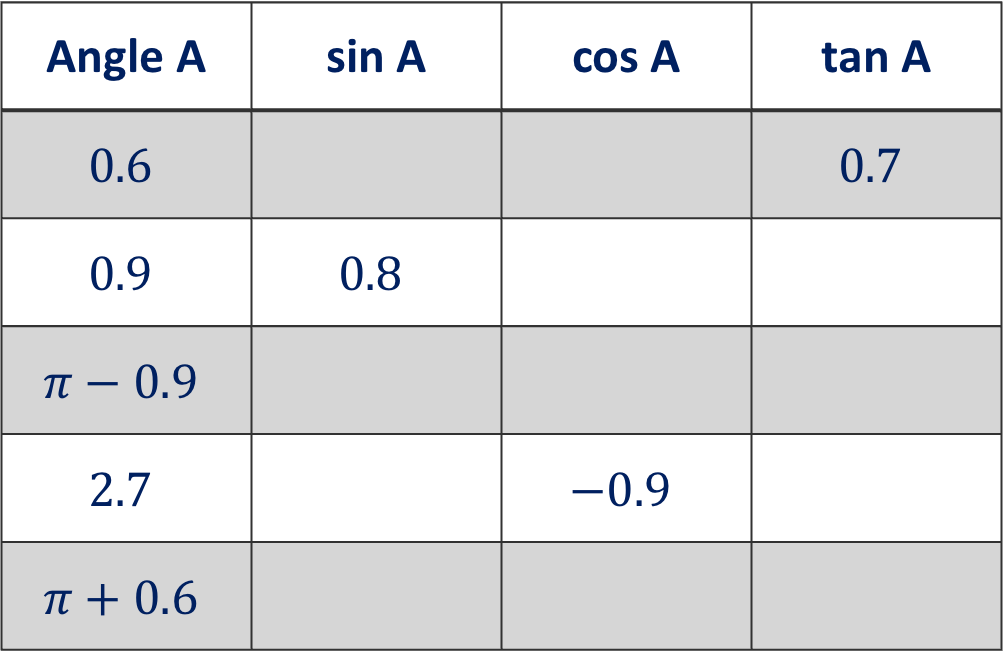 Angle A sin A cos A tan A
0.6 0.7
0.9 0.8
π − 0.9
2.7 −0.9
π + 0.6